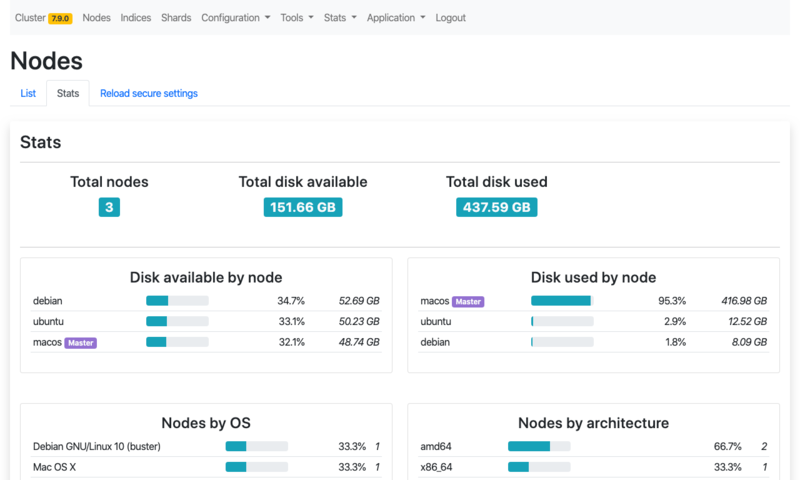 Cluster 7.9.0 Nodes Indices Shards Configuration Tools Stats Application Logout
Nodes
List Stats Reload secure settings
Stats
Total nodes Total disk available Total disk used
3 151.66 GB 437.59 GB
Disk available by node
debian 34.7% 52.69 GB
ubuntu 33.1% 50.23 GB
macos Master 32.1% 48.74 GB
Disk used by node
macos Master 95.3% 416.98 GB
ubuntu 2.9% 12.52 GB
debian 1.8% 8.09 GB
Nodes by OS
Debian GNU/Linux 10 (buster) 33.3% 1
Mac OS X 33.3% 1
Nodes by architecture
amd64 66.7% 2
x86_64 33.3% 1